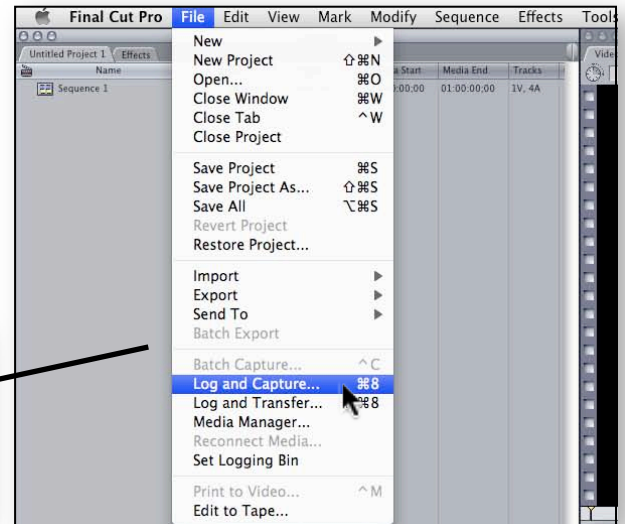 Final Cut Pro File Edit View Mark Modify Sequence Effects Tools
Untitled Project 1 Effects
Name Start Media End Tracks
Sequence 1 :00;00 01:00:00;00 1V, 4A
Vide
New
New Project ⇧⌘N
Open... ⌘O
Close Window ⌘W
Close Tab ^W
Close Project
Save Project ⌘S
Save Project As... ⇧⌘S
Save All ⌥⌘S
Revert Project
Restore Project...
Import
Export
Send To
Batch Export
Batch Capture... ^C
Log and Capture... ⌘8
Log and Transfer... ⌘8
Media Manager...
Reconnect Media...
Set Logging Bin
Print to Video... ^M
Edit to Tape...